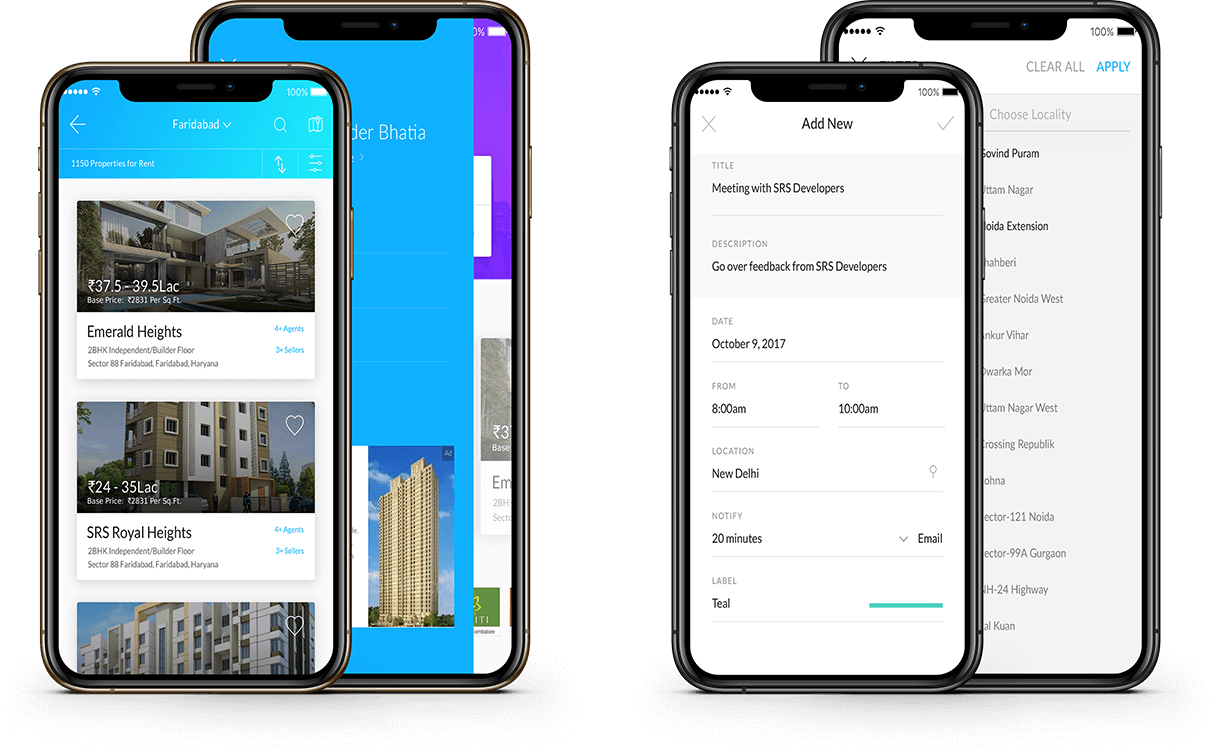 100%
Faridabad
1150 Properties for Rent
₹37.5 - 39.5Lac
Base Price: ₹2831 Per Sq.Ft.
Emerald Heights
4+ Agents
2BHK Independent/Builder Floor
3+ Sellers
Sector 88 Faridabad, Faridabad, Haryana
₹24 - 35Lac
Base Price: ₹2831 Per Sq.Ft.
SRS Royal Heights
4+ Agents
2BHK Independent/Builder Floor
3+ Sellers
Sector 88 Faridabad, Faridabad, Haryana
0%
der Bhatia
Ad
₹3
Base
Em
2BH
Secto
100%
Add New
TITLE
Meeting with SRS Developers
DESCRIPTION
Go over feedback from SRS Developers
DATE
October 9, 2017
FROM TO
8:00am 10:00am
LOCATION
New Delhi
NOTIFY
20 minutes Email
LABEL
Teal
100%
CLEAR ALL APPLY
Choose Locality
Govind Puram
Uttam Nagar
Noida Extension
hahberi
Greater Noida West
Ankur Vihar
Dwarka Mor
Uttam Nagar West
Crossing Republik
ohna
ector-121 Noida
ector-99A Gurgaon
NH-24 Highway
al Kuan